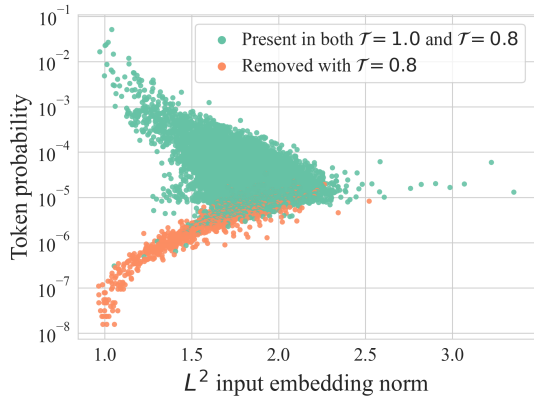 10⁻¹
10⁻²
10⁻³
10⁻⁴
10⁻⁵
10⁻⁶
10⁻⁷
10⁻⁸
Token probability
Present in both 𝒯 = 1.0 and 𝒯 = 0.8
Removed with 𝒯 = 0.8
1.0 1.5 2.0 2.5 3.0
L² input embedding norm